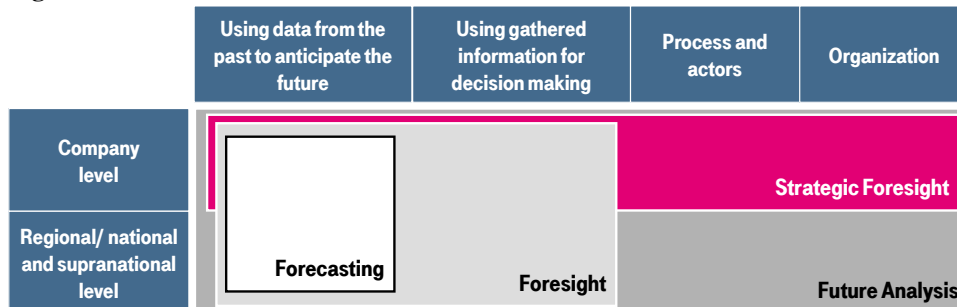 Using data from the
past to anticipate the
future
Using gathered
information for
decision making
Process and
actors
Organization
Company
level
Strategic Foresight
Regional/ national
and supranational
level
Forecasting
Foresight
Future Analysis